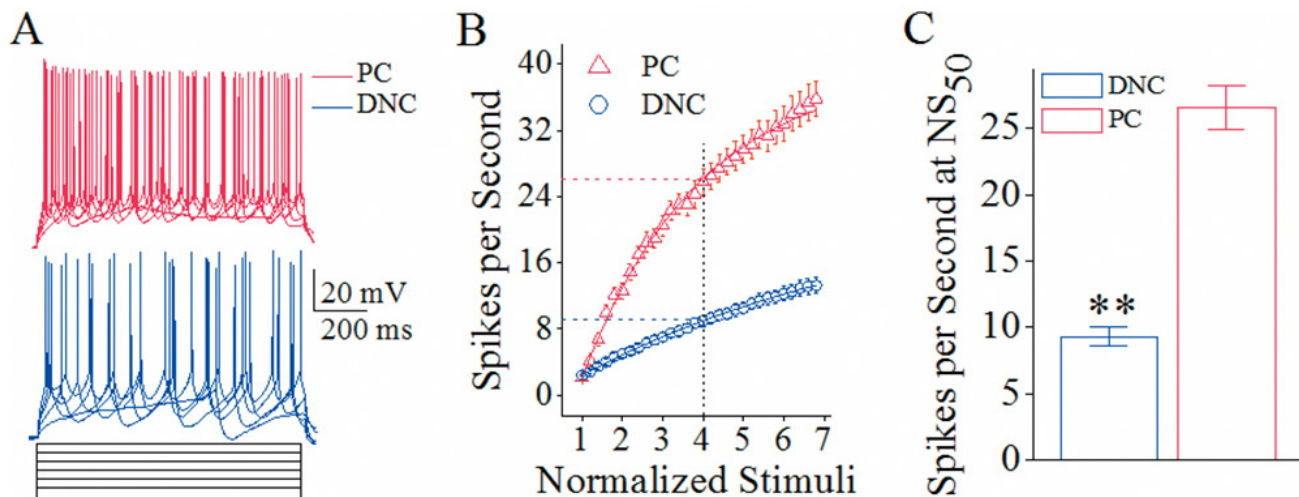 A
PC
DNC
20 mV
200 ms
B
PC
DNC
40
32
24
16
8
0
Spikes per Second
1 2 3 4 5 6 7
Normalized Stimuli
C
DNC
PC
25
20
15
10
5
0
**
Spikes per Second at NS50